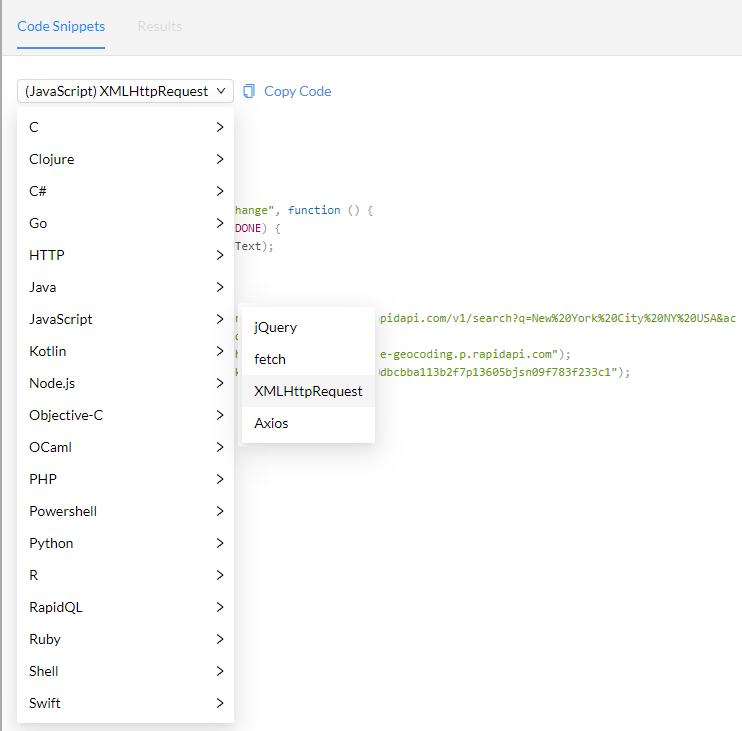 Code Snippets Results
(JavaScript) XMLHttpRequest Copy Code
C
Clojure
C#
hange", function () {
Go
DONE) {
Text);
HTTP
Java
JavaScript
apidapi.com/v1/search?q=New%20York%20City%20NY%20USA&ac
jQuery
Kotlin
fetch
e-geocoding.p.rapidapi.com");
dbcbba113b2f7p13605bjsn09f783f233c1");
Node.js
XMLHttpRequest
Objective-C
Axios
OCaml
PHP
Powershell
Python
R
RapidQL
Ruby
Shell
Swift